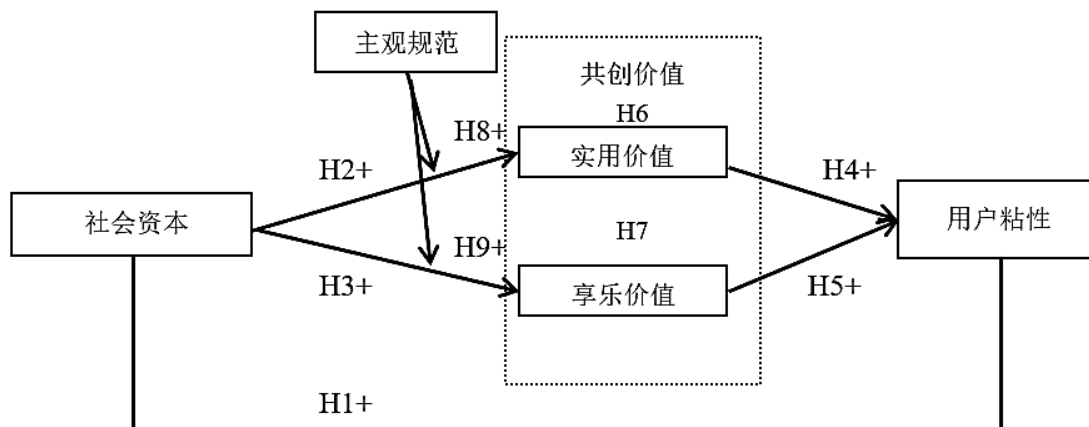 主观规范
共创价值
H6
H8+
实用价值
H2+
H4+
社会资本
用户粘性
H7
H9+
享乐价值
H3+
H5+
H1+